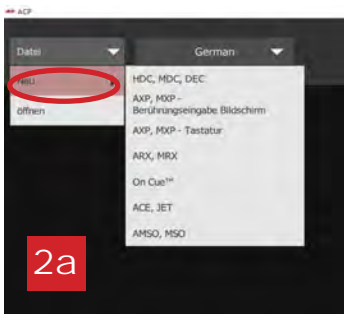 ACP
Datei German
Neu HDC, MDC, DEC
AXP, MXP -
Berührungseingabe Bildschirm
öffnen
AXP, MXP - Tastatur
ARX, MRX
On Cue™
ACE, JET
AMSO, MSO
2a